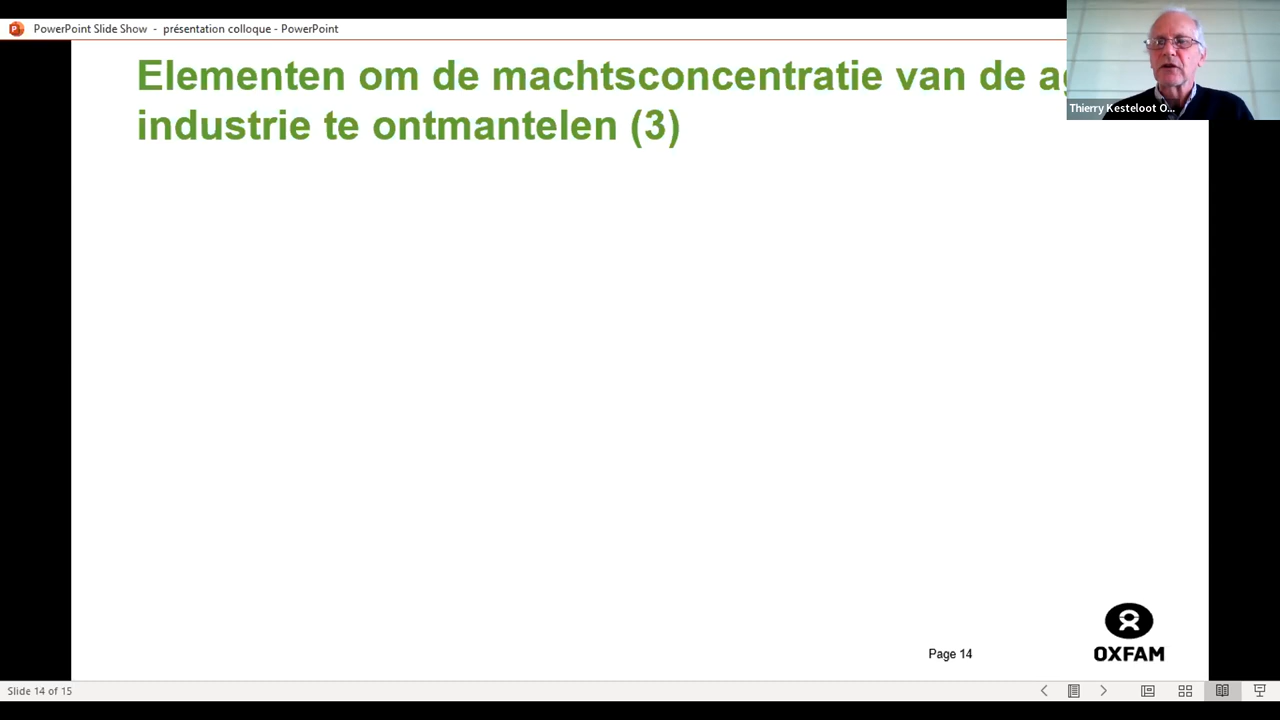 PowerPoint Slide Show - présentation colloque - PowerPoint
Elementen om de machtsconcentratie van de
industrie te ontmantelen (3)
Thierry Kesteloot O...
Page 14
OXFAM
Slide 14 of 15